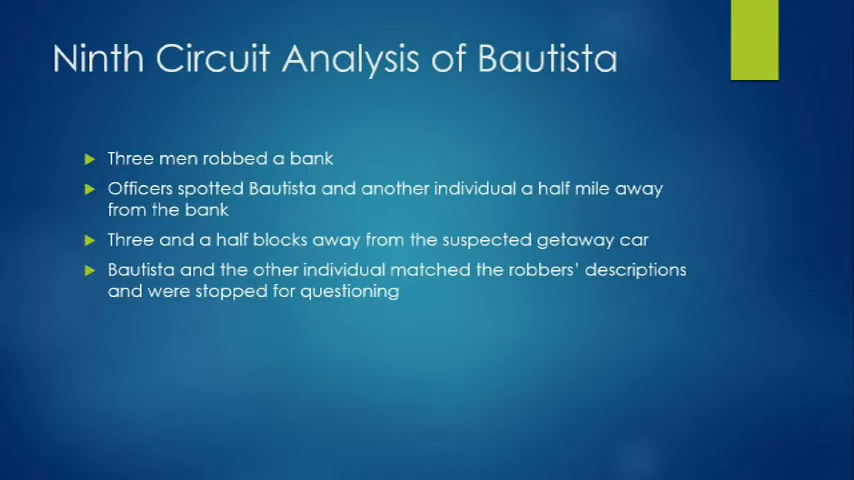 Ninth Circuit Analysis of Bautista
Three men robbed a bank
Officers spotted Bautista and another individual a half mile away
from the bank
Three and a half blocks away from the suspected getaway car
Bautista and the other individual matched the robbers' descriptions
and were stopped for questioning